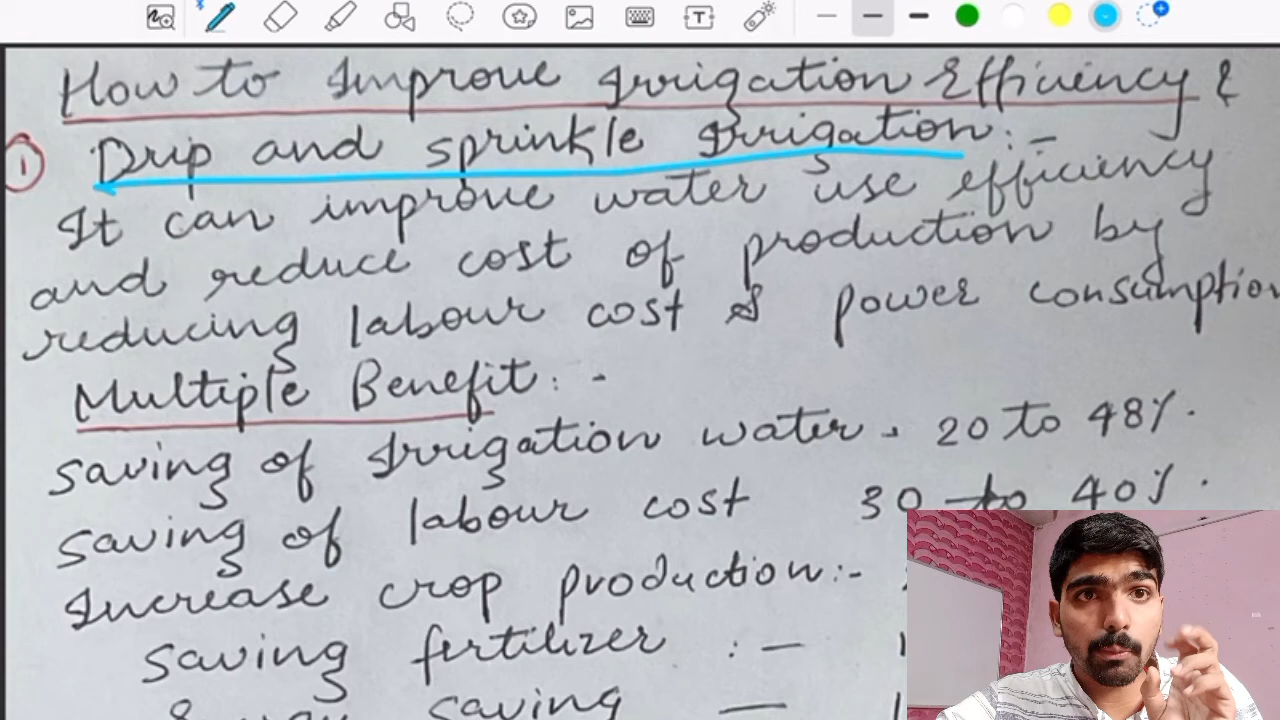 How to Improve Irrigation Efficiency &
① Drip and sprinkle Irrigation :-
It can improve water use efficiency
and reduce cost of production by
reducing labour cost & power consumption
Multiple Benefit : -
Saving of Irrigation water - 20 to 48%.
Saving of labour cost 30 to 40%.
Increase crop production :-
Saving fertilizer : —
saving —